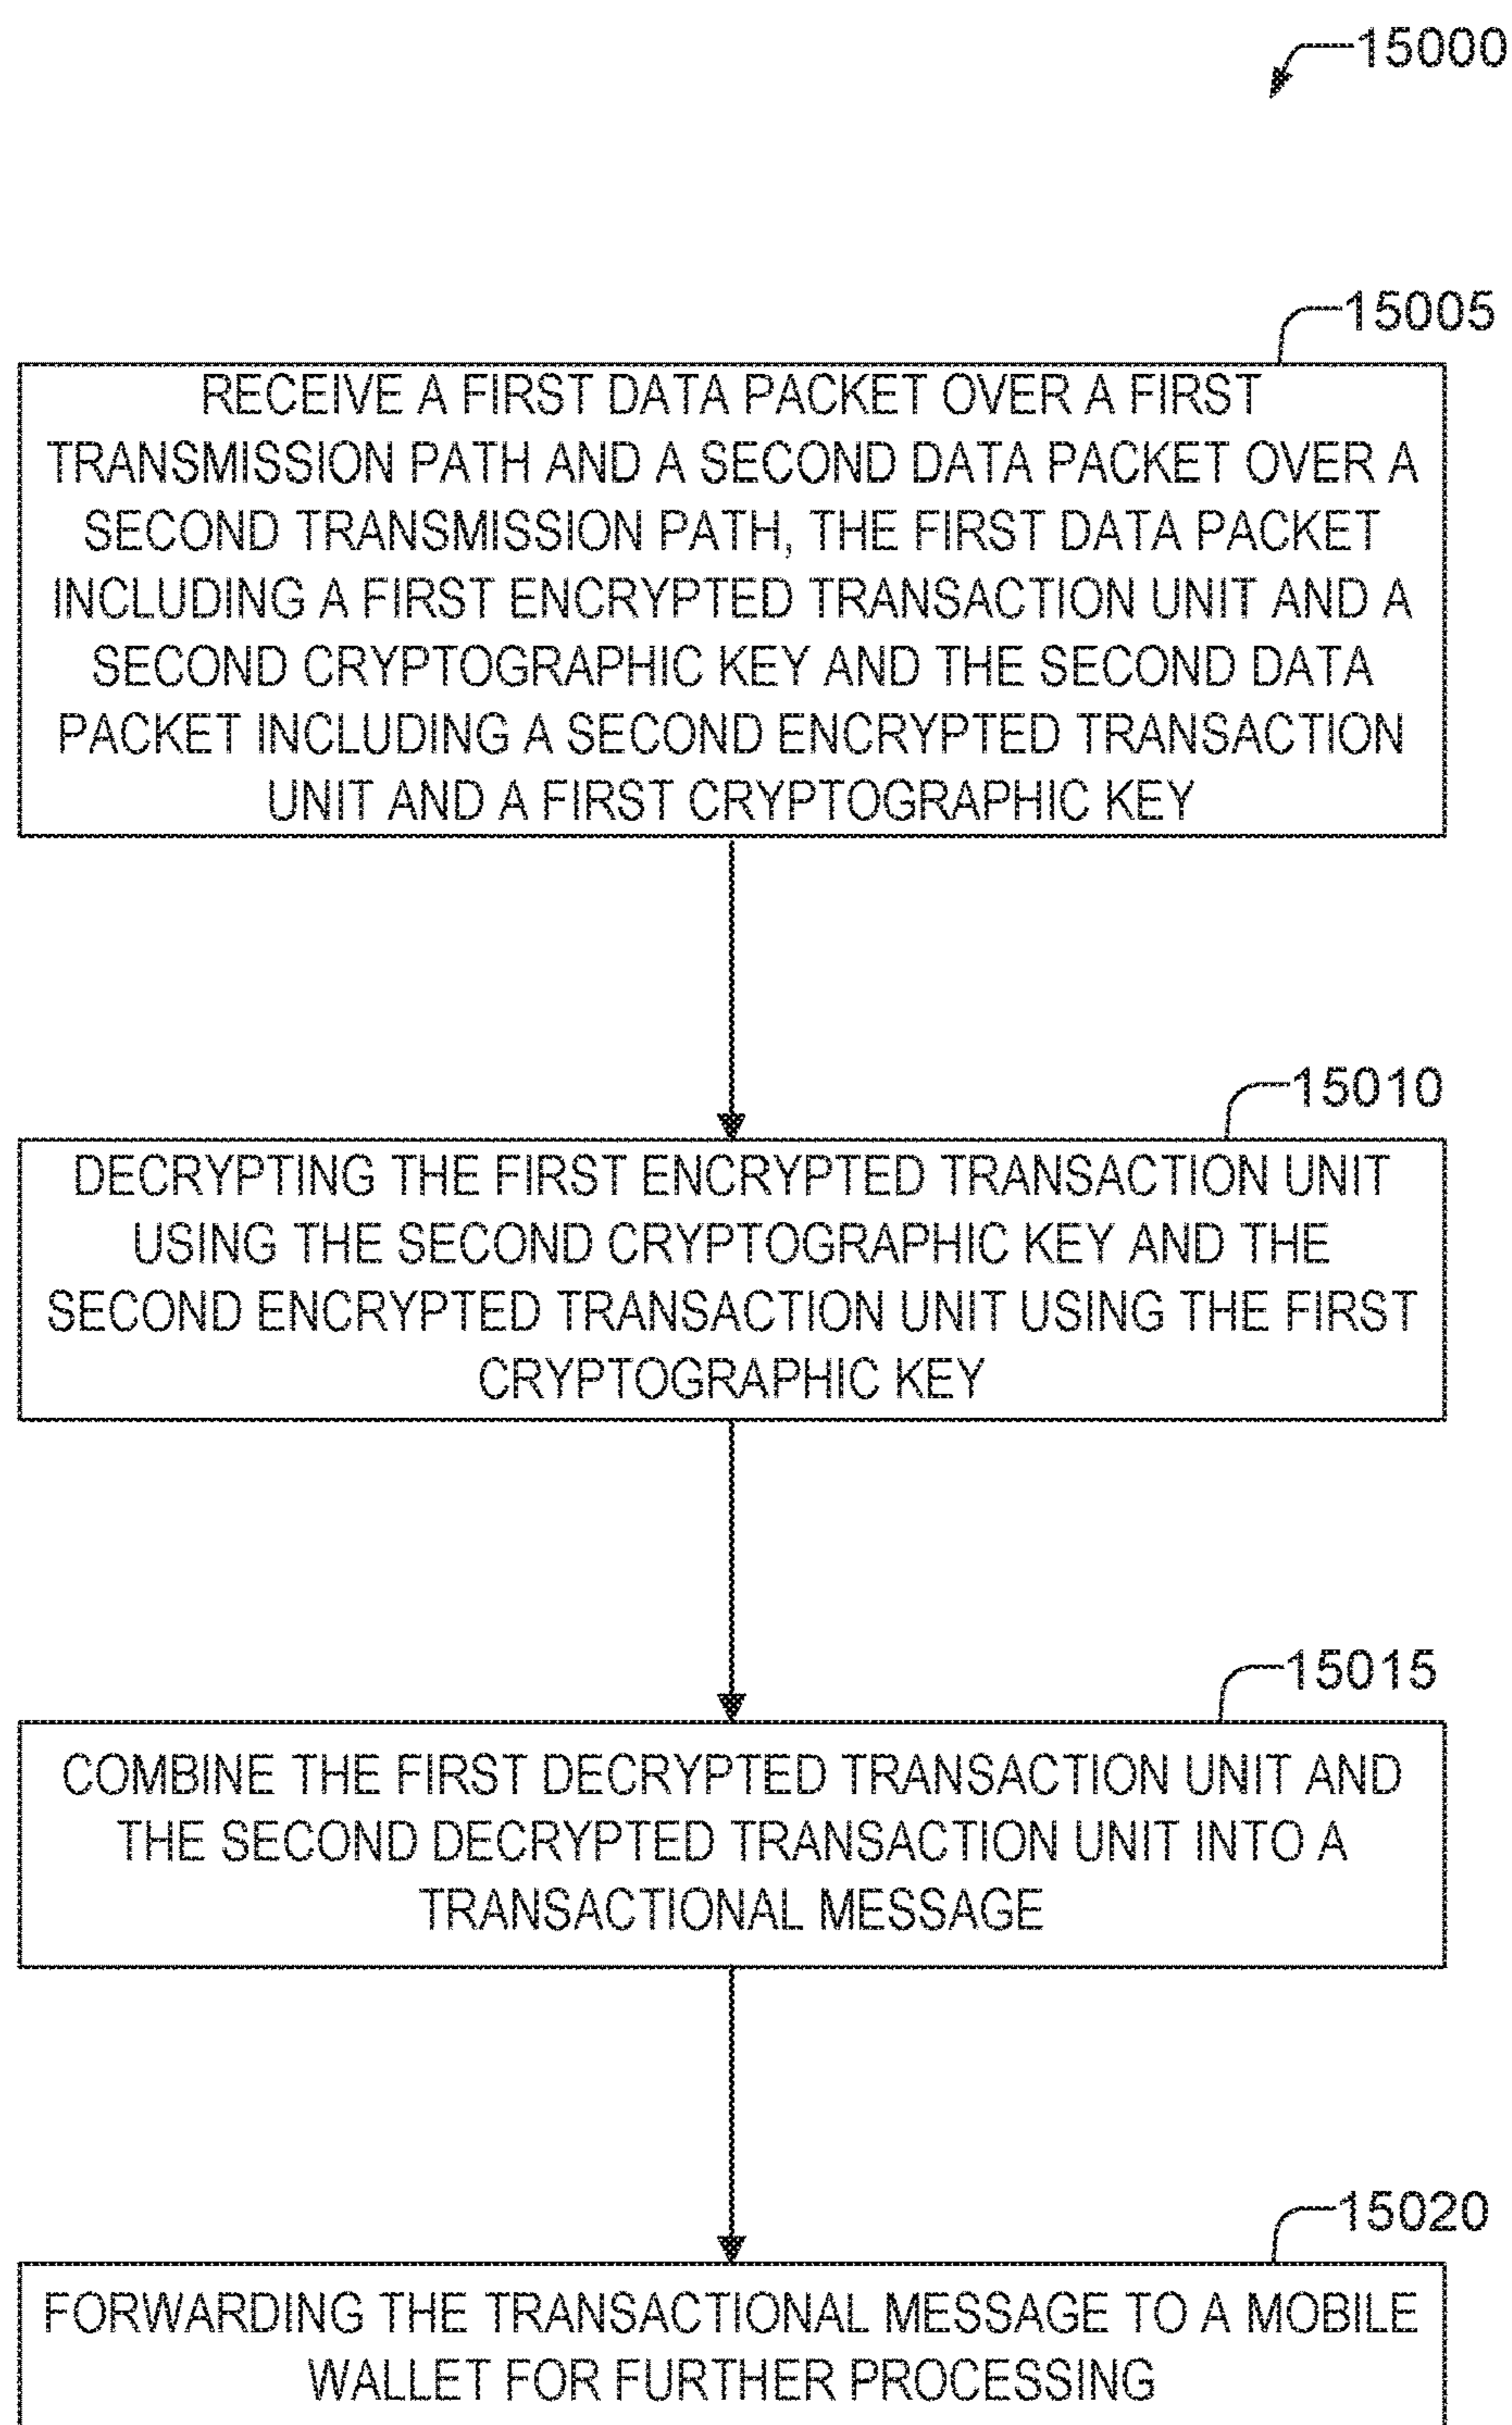 15000
15005
RECEIVE A FIRST DATA PACKET OVER A FIRST
TRANSMISSION PATH AND A SECOND DATA PACKET OVER A
SECOND TRANSMISSION PATH, THE FIRST DATA PACKET
INCLUDING A FIRST ENCRYPTED TRANSACTION UNIT AND A
SECOND CRYPTOGRAPHIC KEY AND THE SECOND DATA
PACKET INCLUDING A SECOND ENCRYPTED TRANSACTION
UNIT AND A FIRST CRYPTOGRAPHIC KEY
15010
DECRYPTING THE FIRST ENCRYPTED TRANSACTION UNIT
USING THE SECOND CRYPTOGRAPHIC KEY AND THE
SECOND ENCRYPTED TRANSACTION UNIT USING THE FIRST
CRYPTOGRAPHIC KEY
15015
COMBINE THE FIRST DECRYPTED TRANSACTION UNIT AND
THE SECOND DECRYPTED TRANSACTION UNIT INTO A
TRANSACTIONAL MESSAGE
15020
FORWARDING THE TRANSACTIONAL MESSAGE TO A MOBILE
WALLET FOR FURTHER PROCESSING